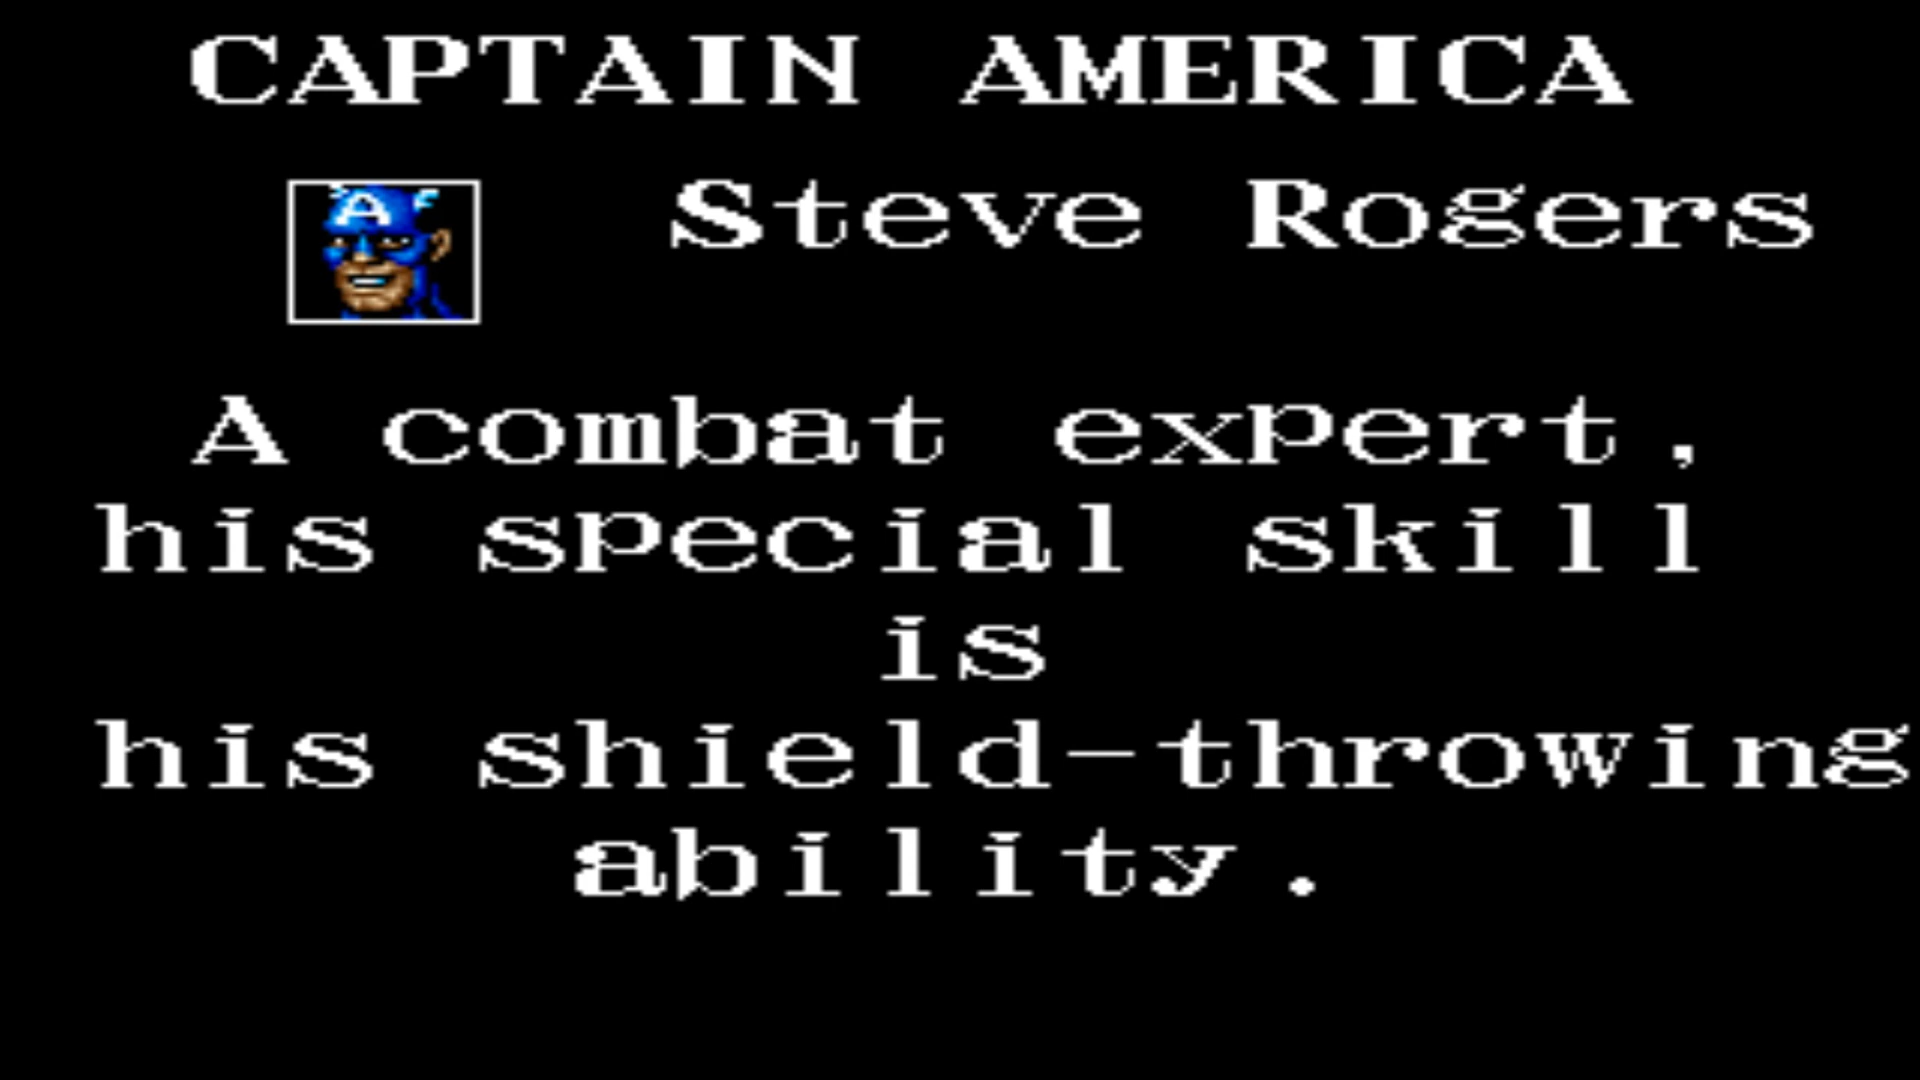 CAPTAIN AMERICA
A
Steve Rogers
A combat expert,
his special skill
is
his shield-throwing
ability.